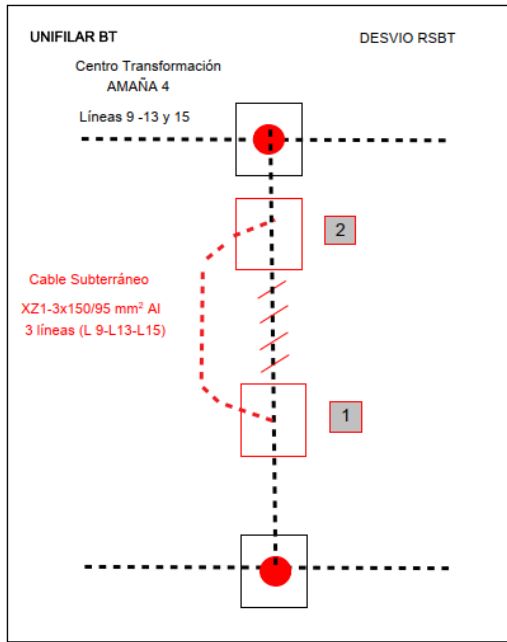 UNIFILAR BT
DESVIO RSBT
Centro Transformación
AMAÑA 4
Líneas 9 -13 y 15
2
Cable Subterráneo
XZ1-3x150/95 mm² Al
3 líneas (L 9-L13-L15)
1